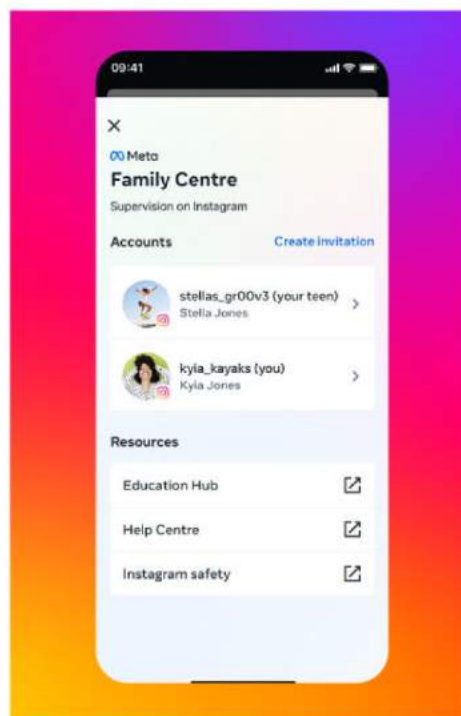 09:41
Meta
Family Centre
Supervision on Instagram
Accounts Create invitation
stellas_gr00v3 (your teen)
Stella Jones
kyia_kayaks (you)
Kyia Jones
Resources
Education Hub
Help Centre
Instagram safety